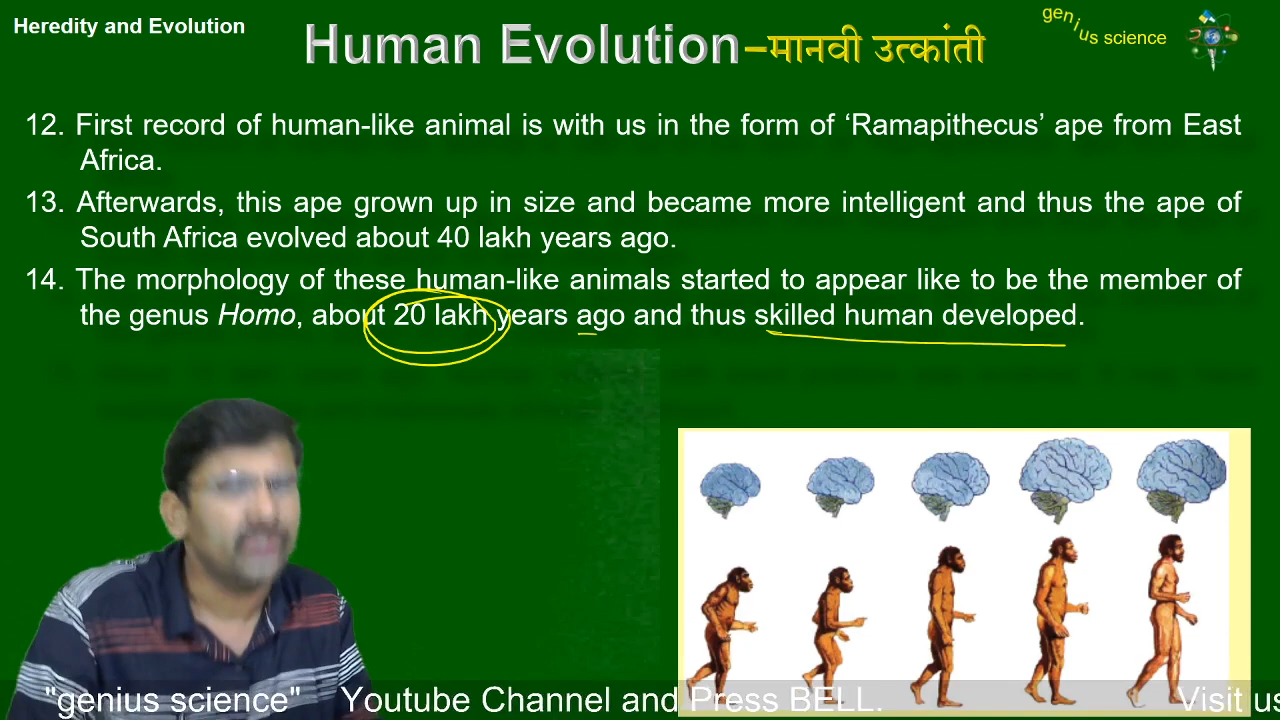 Heredity and Evolution
Human Evolution–मानवी उत्कांती
genius science
12. First record of human-like animal is with us in the form of ‘Ramapithecus’ ape from East
Africa.
13. Afterwards, this ape grown up in size and became more intelligent and thus the ape of
South Africa evolved about 40 lakh years ago.
14. The morphology of these human-like animals started to appear like to be the member of
the genus Homo, about 20 lakh years ago and thus skilled human developed.
"genius science" Youtube Channel and Press BELL. Visit us